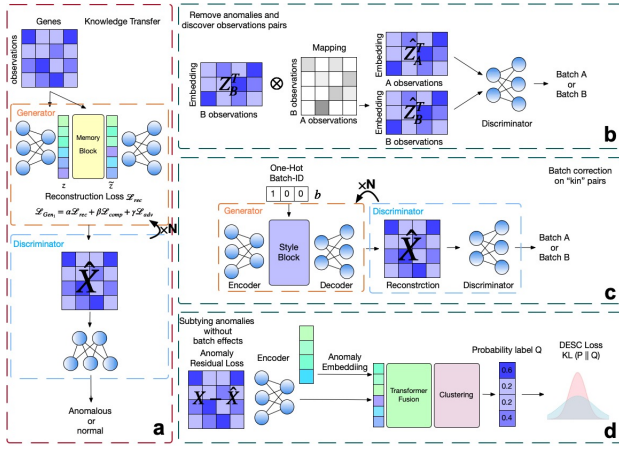 Genes
Knowledge Transfer
observations
Generator
Memory
Block
z
z̃
Reconstruction Loss ℒrec
ℒGen1 = αℒrec + βℒcomp + γℒadv
×N
Discriminator
X̂
Anomalous
or normal
a
Remove anomalies and
discover observations pairs
Embedding
Z_B^T
B observations
⊗
Mapping
B observations
A observations
Embedding
Ẑ_A^T
A observations
Embedding
Ẑ_B^T
B observations
Discriminator
Batch A
or
Batch B
b
One-Hot
Batch-ID
1 0 0 b
Batch correction
on "kin" pairs
×N
Generator
Style
Block
Encoder
Decoder
Discriminator
X̂
Reconstrction
Discriminator
Batch A
or
Batch B
c
Subtying anomalies
without
batch effects
Anomaly
Residual Loss
X − X̂
Encoder
Anomaly
Embedding
Transformer
Fusion
Clustering
Probability label Q
0.6
0.2
0.2
0.4
DESC Loss
KL (P || Q)
d